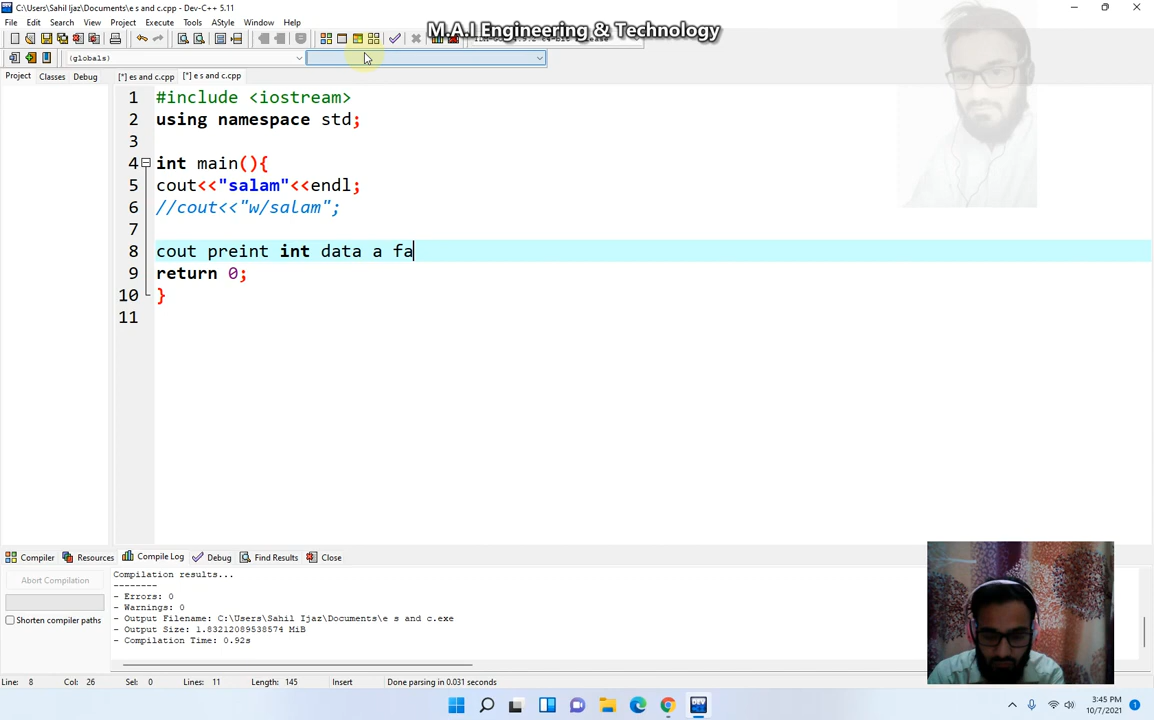 C:\Users\Sahil Ijaz\Documents\e s and c.cpp - Dev-C++ 5.11
File Edit Search View Project Execute Tools AStyle Window Help
M.A.I Engineering & Technology
(globals)
Project Classes Debug [*] es and c.cpp [*] e s and c.cpp
1 #include <iostream>
2 using namespace std;
3
4 int main(){
5 cout<<"salam"<<endl;
6 //cout<<"w/salam";
7
8 cout preint int data a fa
9 return 0;
10 }
11
Compiler Resources Compile Log Debug Find Results Close
Abort Compilation
Shorten compiler paths
Compilation results...
--------
- Errors: 0
- Warnings: 0
- Output Filename: C:\Users\Sahil Ijaz\Documents\e s and c.exe
- Output Size: 1.83212089538574 MiB
- Compilation Time: 0.92s
Line: 8 Col: 26 Sel: 0 Lines: 11 Length: 145 Insert Done parsing in 0.031 seconds
DEV
3:45 PM
10/7/2021
1